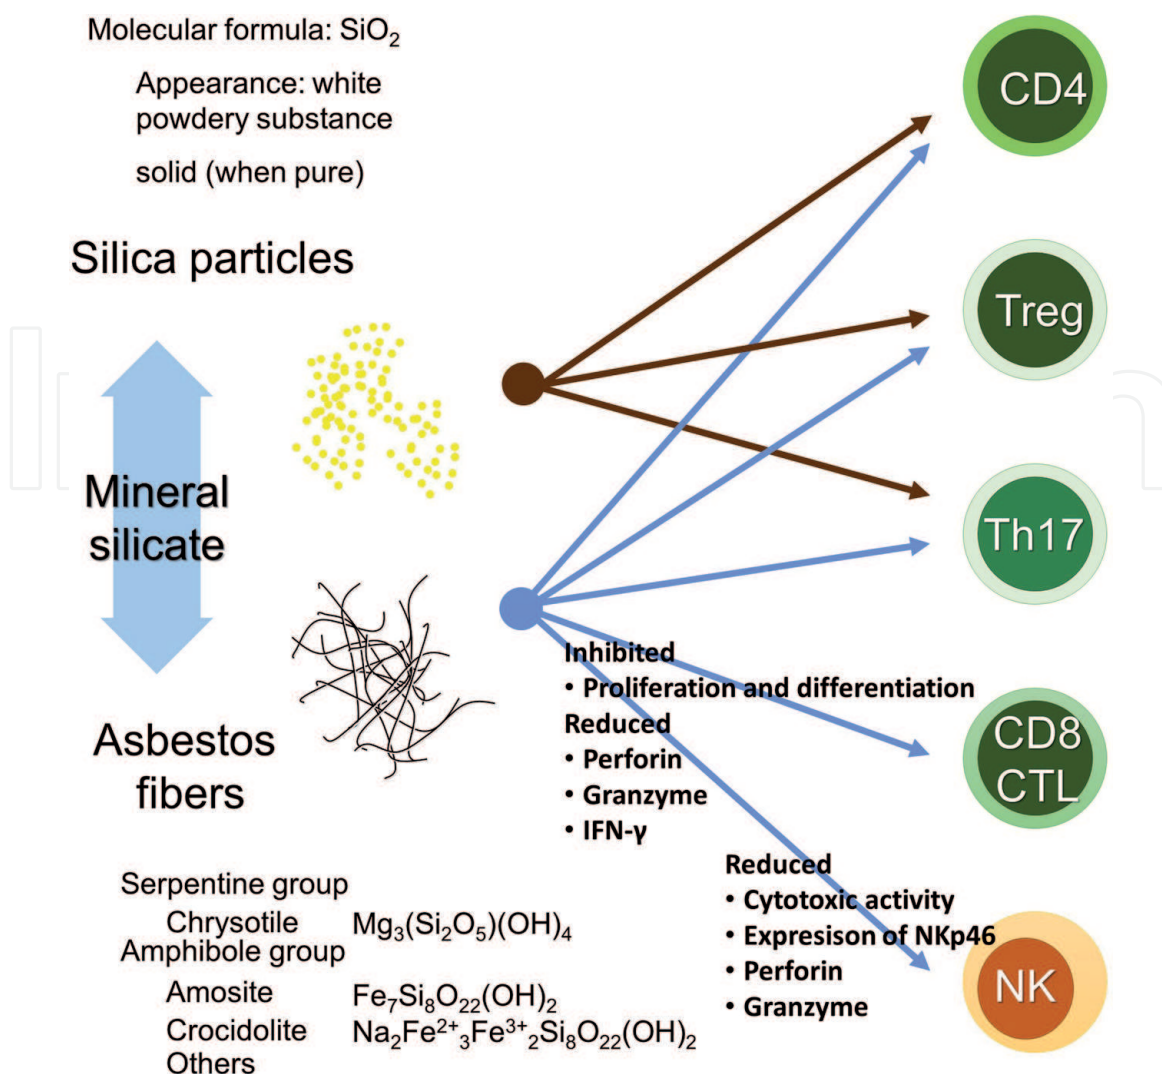 Molecular formula: SiO₂
Appearance: white
powdery substance
solid (when pure)
Silica particles
Mineral
silicate
Asbestos
fibers
Serpentine group
Chrysotile Mg₃(Si₂O₅)(OH)₄
Amphibole group
Amosite Fe₇Si₈O₂₂(OH)₂
Crocidolite Na₂Fe²⁺₃Fe³⁺₂Si₈O₂₂(OH)₂
Others
Inhibited
• Proliferation and differentiation
Reduced
• Perforin
• Granzyme
• IFN-γ
Reduced
• Cytotoxic activity
• Expresison of NKp46
• Perforin
• Granzyme
CD4
Treg
Th17
CD8
CTL
NK